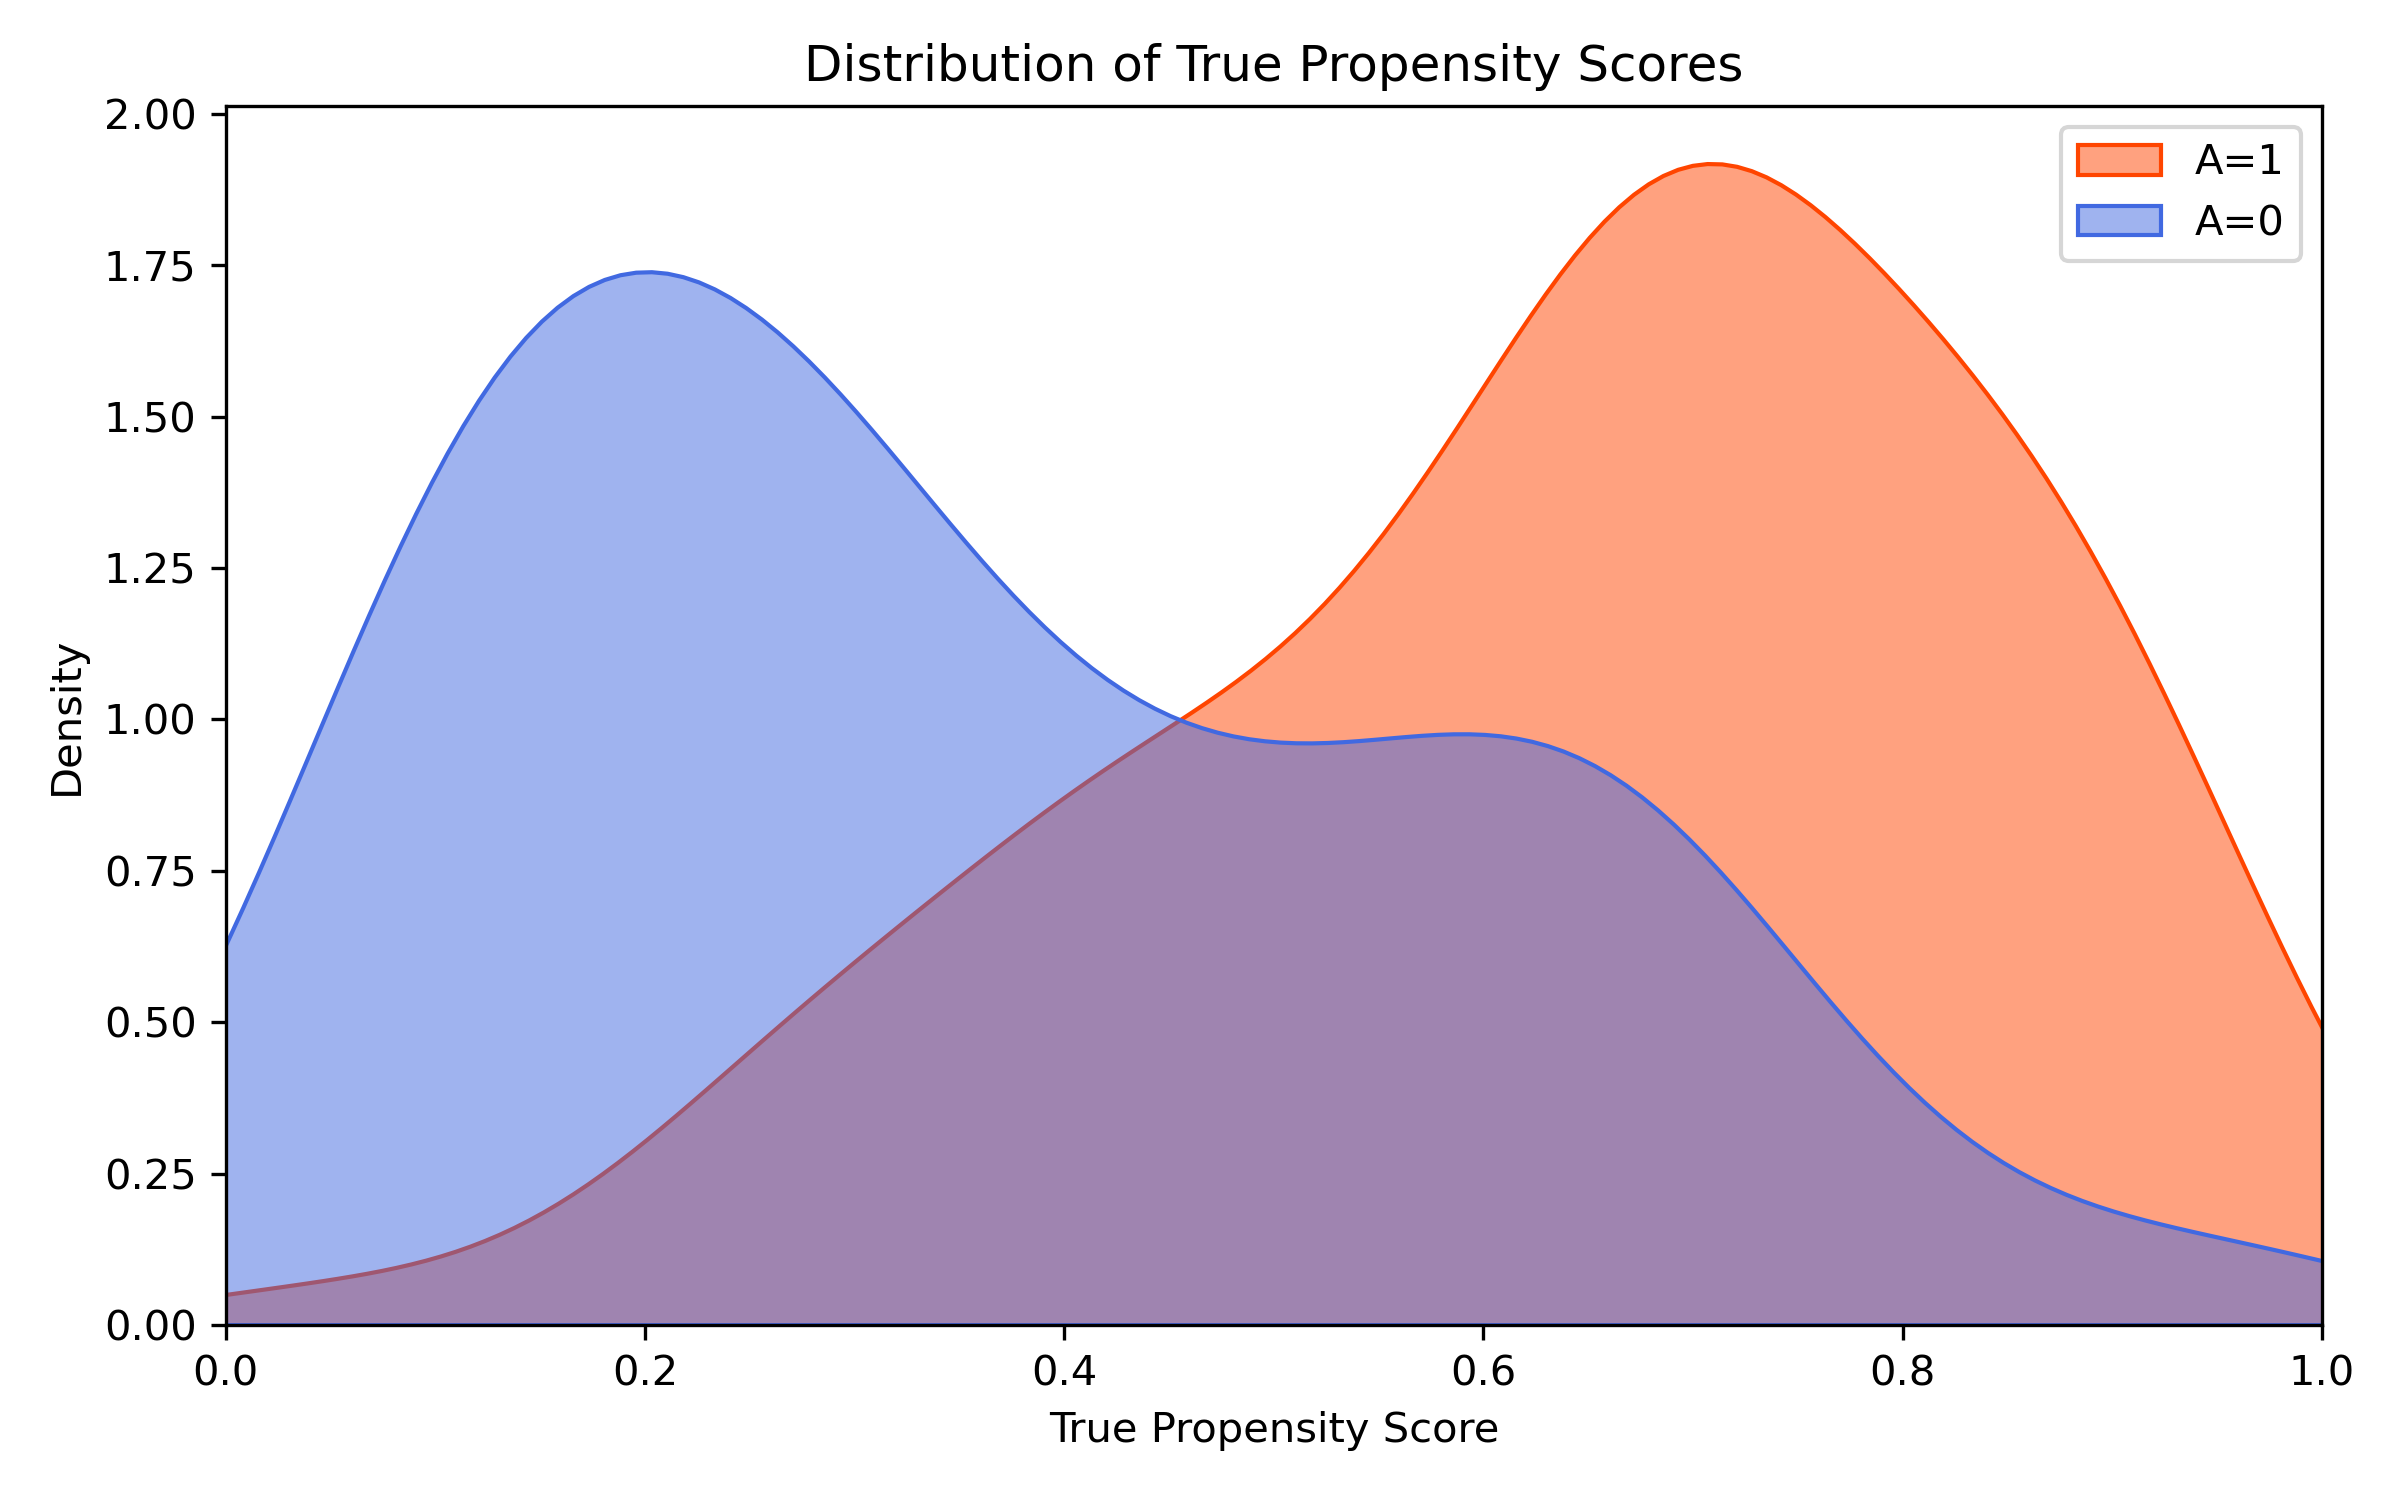 Distribution of True Propensity Scores
A=1
A=0
2.00
1.75
1.50
1.25
1.00
0.75
0.50
0.25
0.00
Density
0.0 0.2 0.4 0.6 0.8 1.0
True Propensity Score